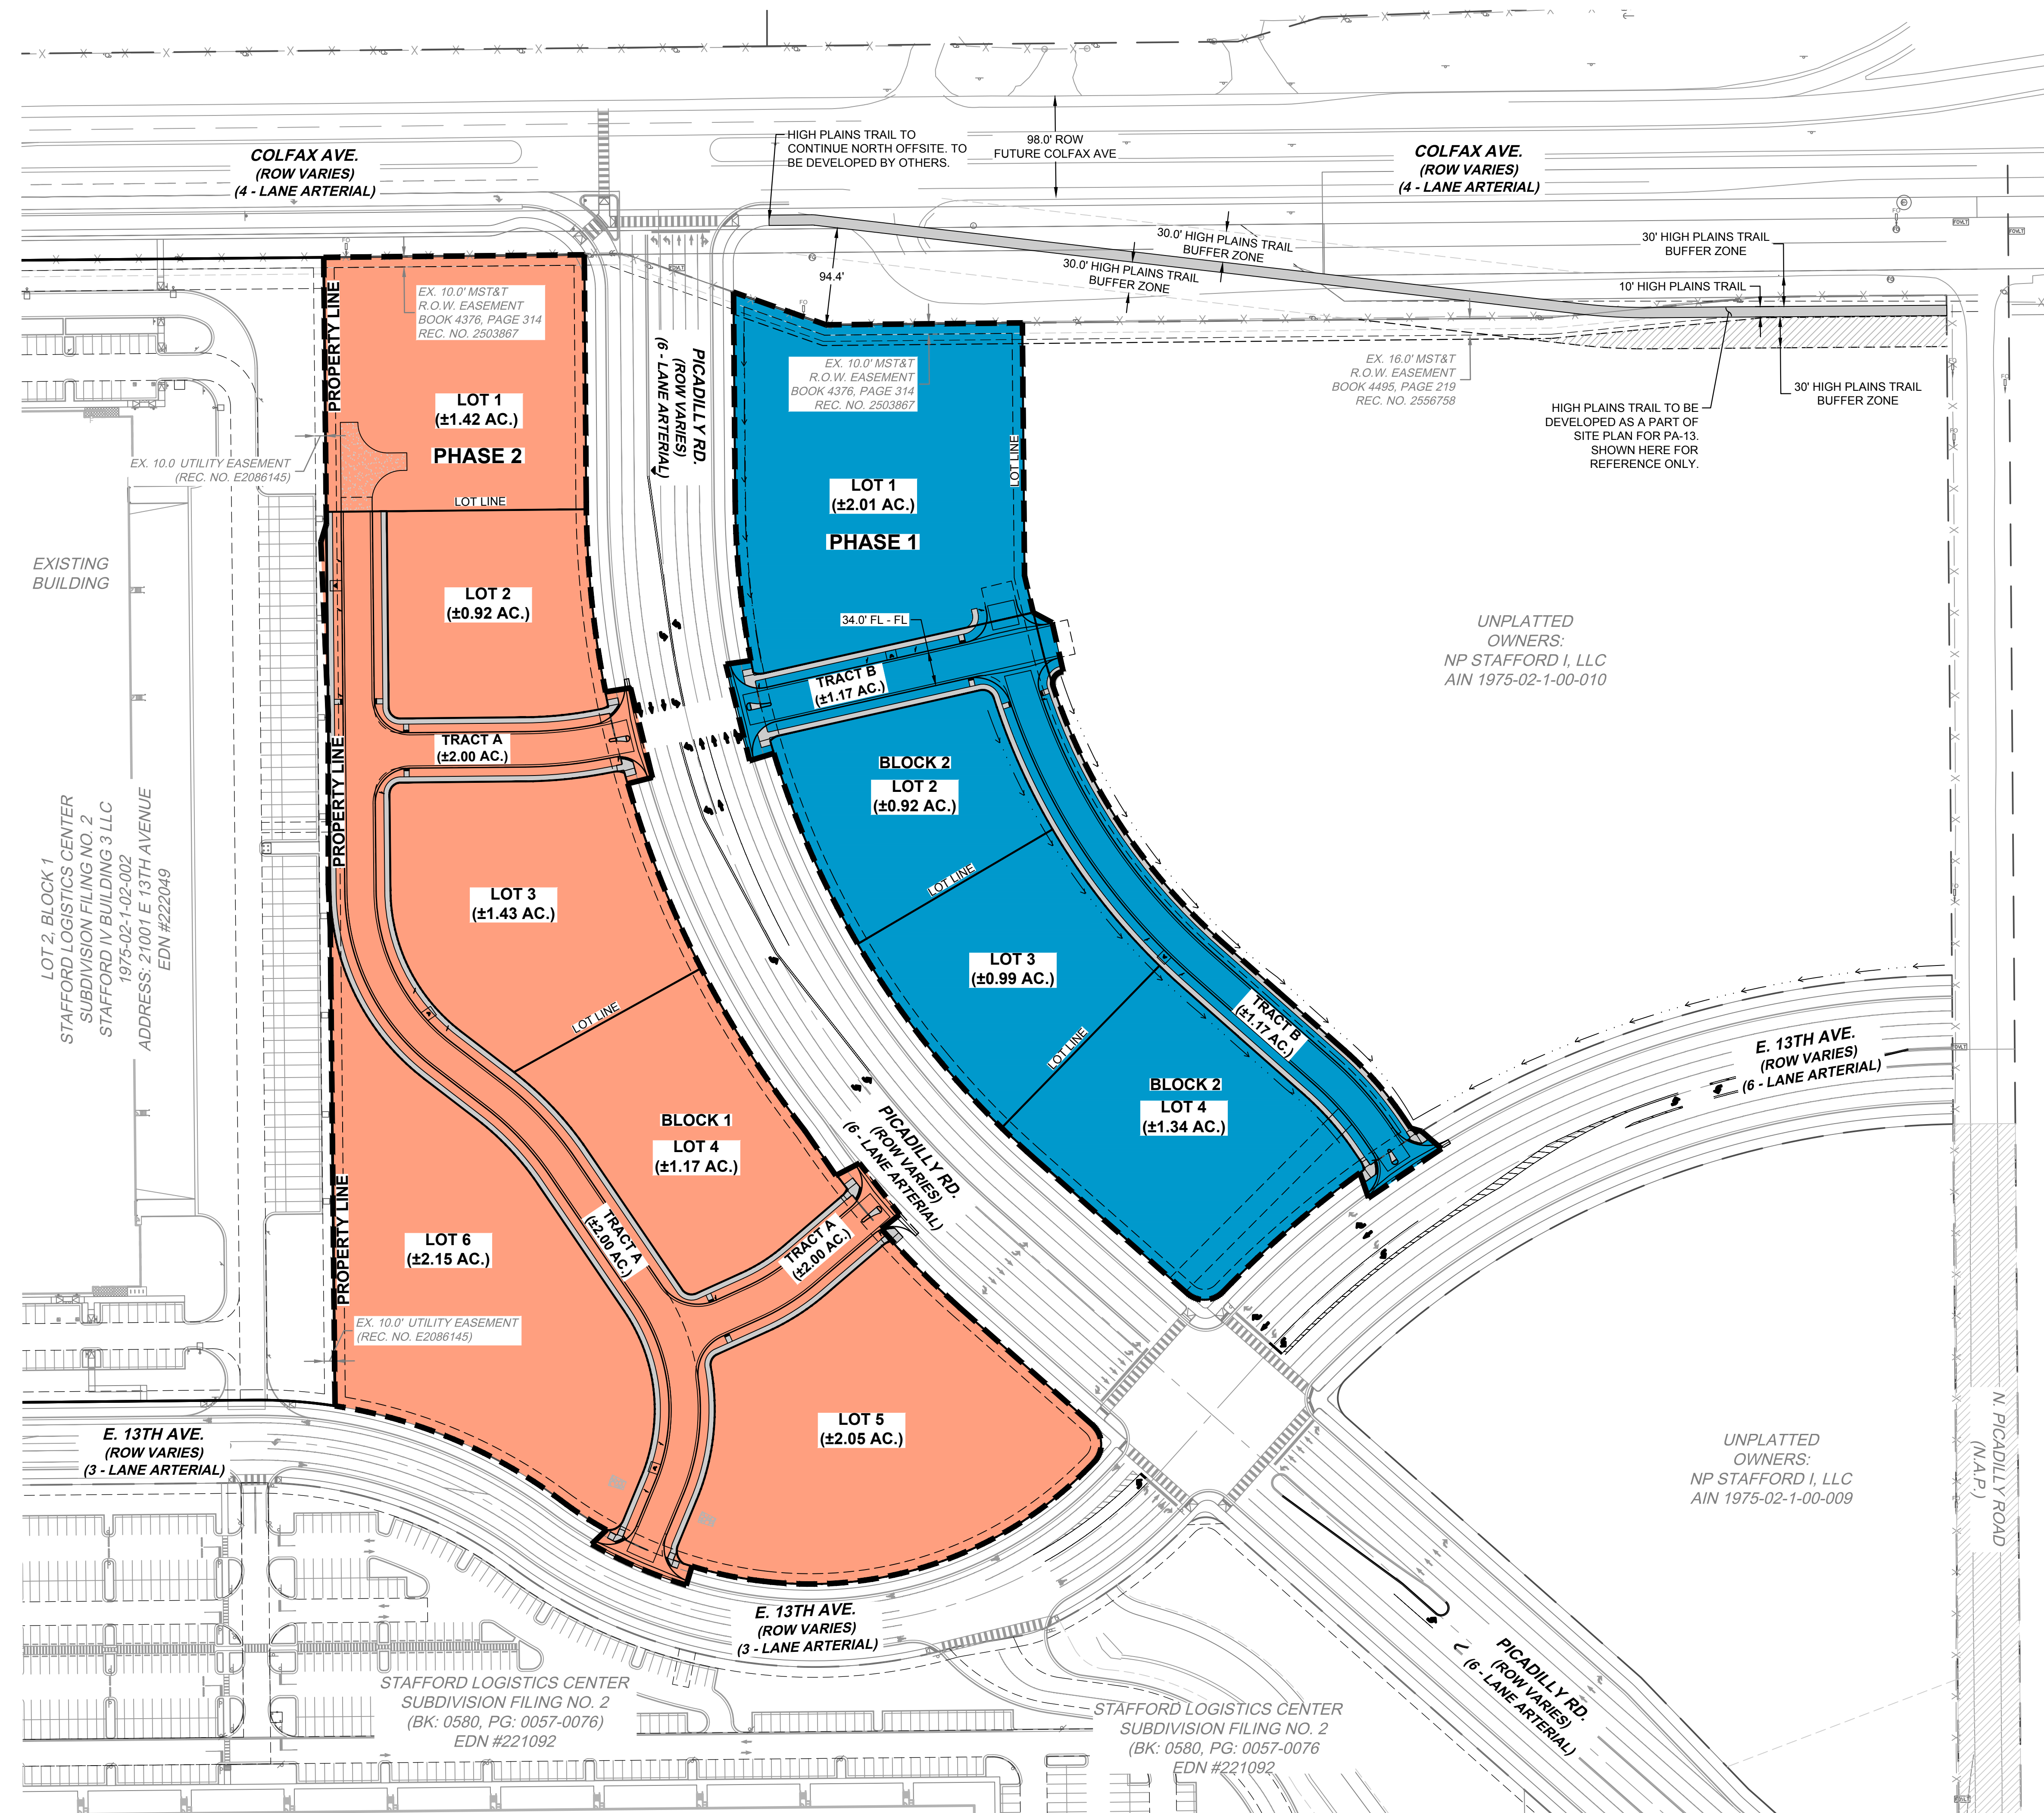 COLFAX AVE.
(ROW VARIES)
(4 - LANE ARTERIAL)
HIGH PLAINS TRAIL TO
CONTINUE NORTH OFFSITE. TO
BE DEVELOPED BY OTHERS.
98.0' ROW
FUTURE COLFAX AVE
COLFAX AVE.
(ROW VARIES)
(4 - LANE ARTERIAL)
30.0' HIGH PLAINS TRAIL
BUFFER ZONE
30.0' HIGH PLAINS TRAIL
BUFFER ZONE
30' HIGH PLAINS TRAIL
BUFFER ZONE
10' HIGH PLAINS TRAIL
94.4'
30' HIGH PLAINS TRAIL
BUFFER ZONE
HIGH PLAINS TRAIL TO BE
DEVELOPED AS A PART OF
SITE PLAN FOR PA-13.
SHOWN HERE FOR
REFERENCE ONLY.
EX. 10.0' MST&T
R.O.W. EASEMENT
BOOK 4376, PAGE 314
REC. NO. 2503867
EX. 10.0' MST&T
R.O.W. EASEMENT
BOOK 4376, PAGE 314
REC. NO. 2503867
EX. 16.0' MST&T
R.O.W. EASEMENT
BOOK 4495, PAGE 219
REC. NO. 2556758
PROPERTY LINE
LOT 1
(±1.42 AC.)
PHASE 2
EX. 10.0 UTILITY EASEMENT
(REC. NO. E2086145)
LOT LINE
PICADILLY RD.
(ROW VARIES)
(6 - LANE ARTERIAL)
LOT LINE
LOT 1
(±2.01 AC.)
PHASE 1
EXISTING
BUILDING
LOT 2
(±0.92 AC.)
34.0' FL - FL
TRACT B
(±1.17 AC.)
UNPLATTED
OWNERS:
NP STAFFORD I, LLC
AIN 1975-02-1-00-010
TRACT A
(±2.00 AC.)
PROPERTY LINE
BLOCK 2
LOT 2
(±0.92 AC.)
LOT 2, BLOCK 1
STAFFORD LOGISTICS CENTER
SUBDIVISION FILING NO. 2
STAFFORD IV BUILDING 3 LLC
1975-02-1-02-002
ADDRESS: 21001 E 13TH AVENUE
EDN #222049
LOT 3
(±1.43 AC.)
LOT LINE
LOT LINE
LOT 3
(±0.99 AC.)
LOT LINE
TRACT B
(±1.17 AC.)
E. 13TH AVE.
(ROW VARIES)
(6 - LANE ARTERIAL)
BLOCK 2
LOT 4
(±1.34 AC.)
BLOCK 1
LOT 4
(±1.17 AC.)
PICADILLY RD.
(ROW VARIES)
(6 - LANE ARTERIAL)
PROPERTY LINE
LOT 6
(±2.15 AC.)
TRACT A
(±2.00 AC.)
TRACT A
(±2.00 AC.)
EX. 10.0' UTILITY EASEMENT
(REC. NO. E2086145)
LOT 5
(±2.05 AC.)
E. 13TH AVE.
(ROW VARIES)
(3 - LANE ARTERIAL)
UNPLATTED
OWNERS:
NP STAFFORD I, LLC
AIN 1975-02-1-00-009
N. PICADILLY ROAD
(N.A.P.)
E. 13TH AVE.
(ROW VARIES)
(3 - LANE ARTERIAL)
STAFFORD LOGISTICS CENTER
SUBDIVISION FILING NO. 2
(BK: 0580, PG: 0057-0076)
EDN #221092
STAFFORD LOGISTICS CENTER
SUBDIVISION FILING NO. 2
(BK: 0580, PG: 0057-0076
EDN #221092
PICADILLY RD.
(ROW VARIES)
(6 - LANE ARTERIAL)